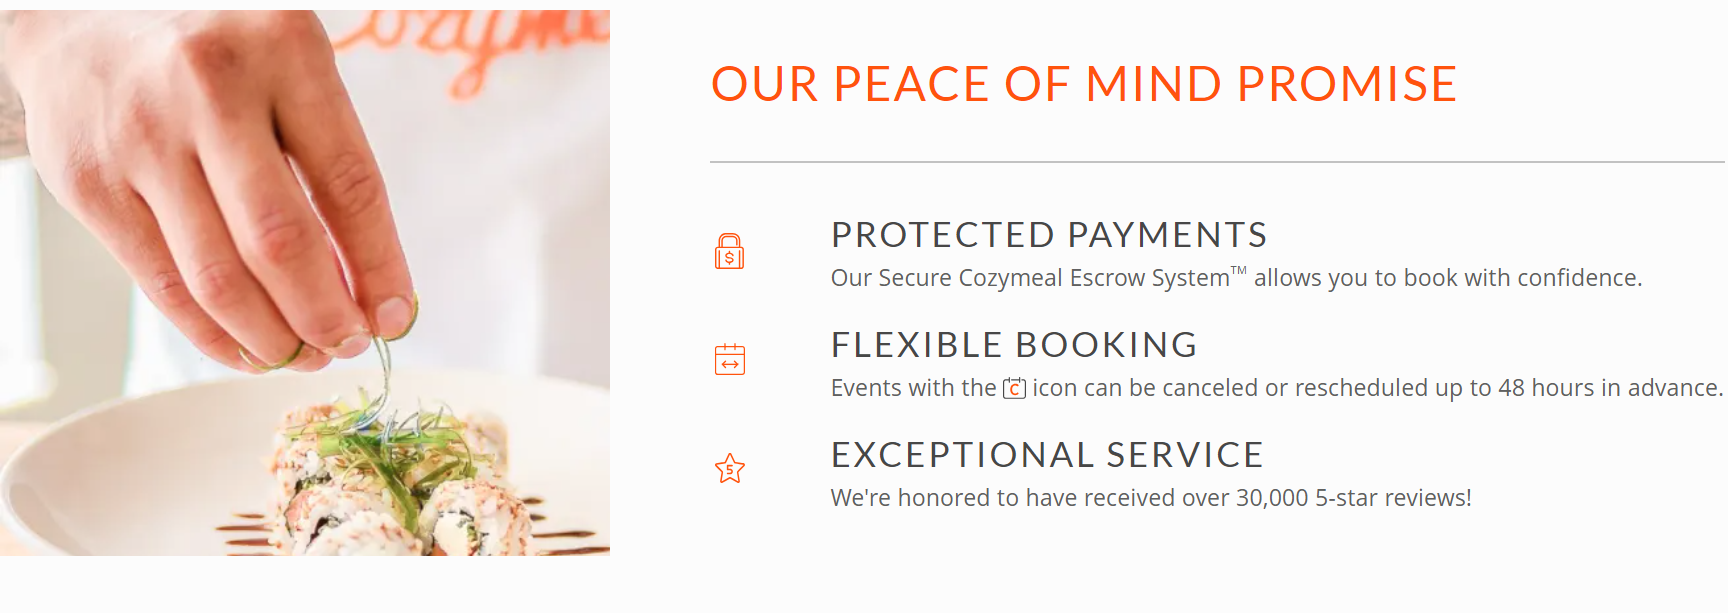 Cozyme
OUR PEACE OF MIND PROMISE
$
PROTECTED PAYMENTS
Our Secure Cozymeal Escrow System™ allows you to book with confidence.
FLEXIBLE BOOKING
Events with the C icon can be canceled or rescheduled up to 48 hours in advance.
5
EXCEPTIONAL SERVICE
We're honored to have received over 30,000 5-star reviews!